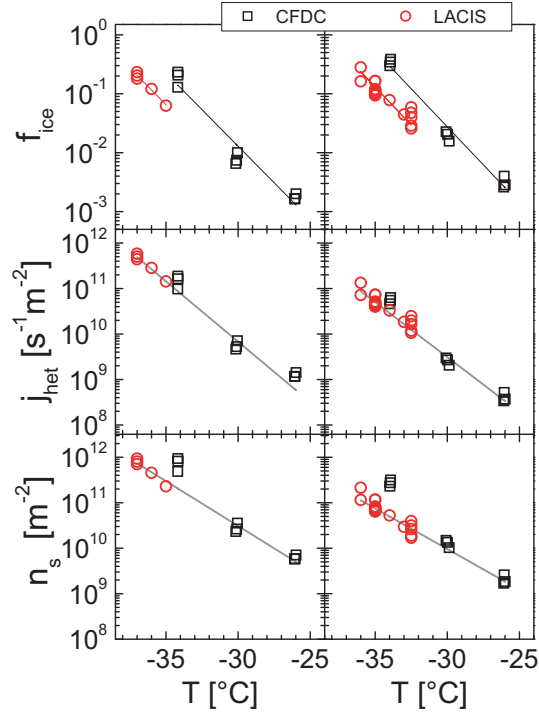 CFDC LACIS
f_ice
10^0
10^-1
10^-2
10^-3
j_het [s^-1 m^-2]
10^12
10^11
10^10
10^9
10^8
n_s [m^-2]
10^12
10^11
10^10
10^9
10^8
-35 -30 -25 -35 -30 -25
T [°C] T [°C]